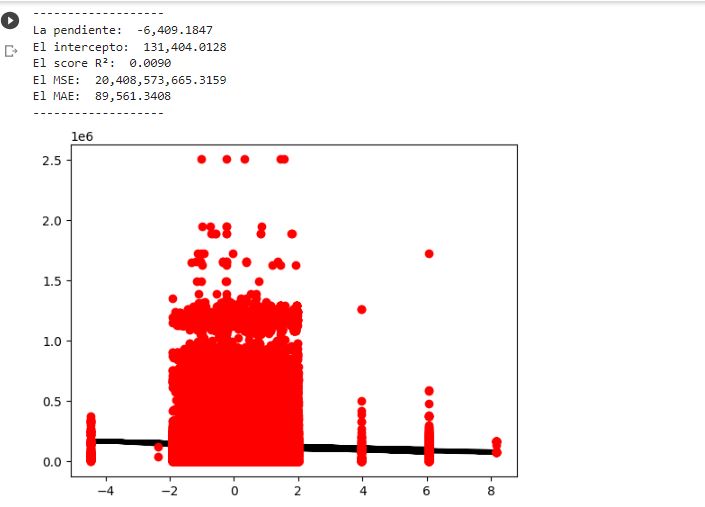 -------------------
La pendiente:  -6,409.1847
El intercepto:  131,404.0128
El score R²:  0.0090
El MSE:  20,408,573,665.3159
El MAE:  89,561.3408
-------------------
1e6
2.5
2.0
1.5
1.0
0.5
0.0
−4 −2 0 2 4 6 8